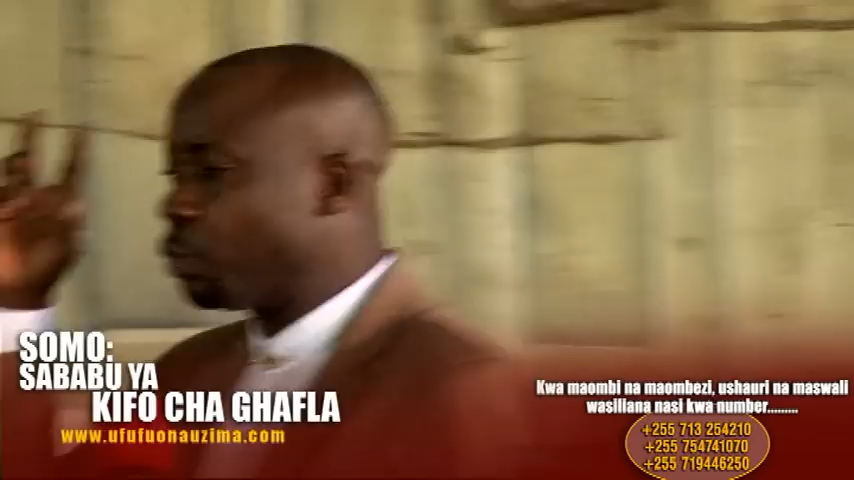 SOMO:
SABABU YA
KIFO CHA GHAFLA
www.ufufuonauzima.com
Kwa maombi na maombezi, ushauri na maswali
wasiliana nasi kwa number.........
+255 713 254210
+255 754741070
+255 719446250